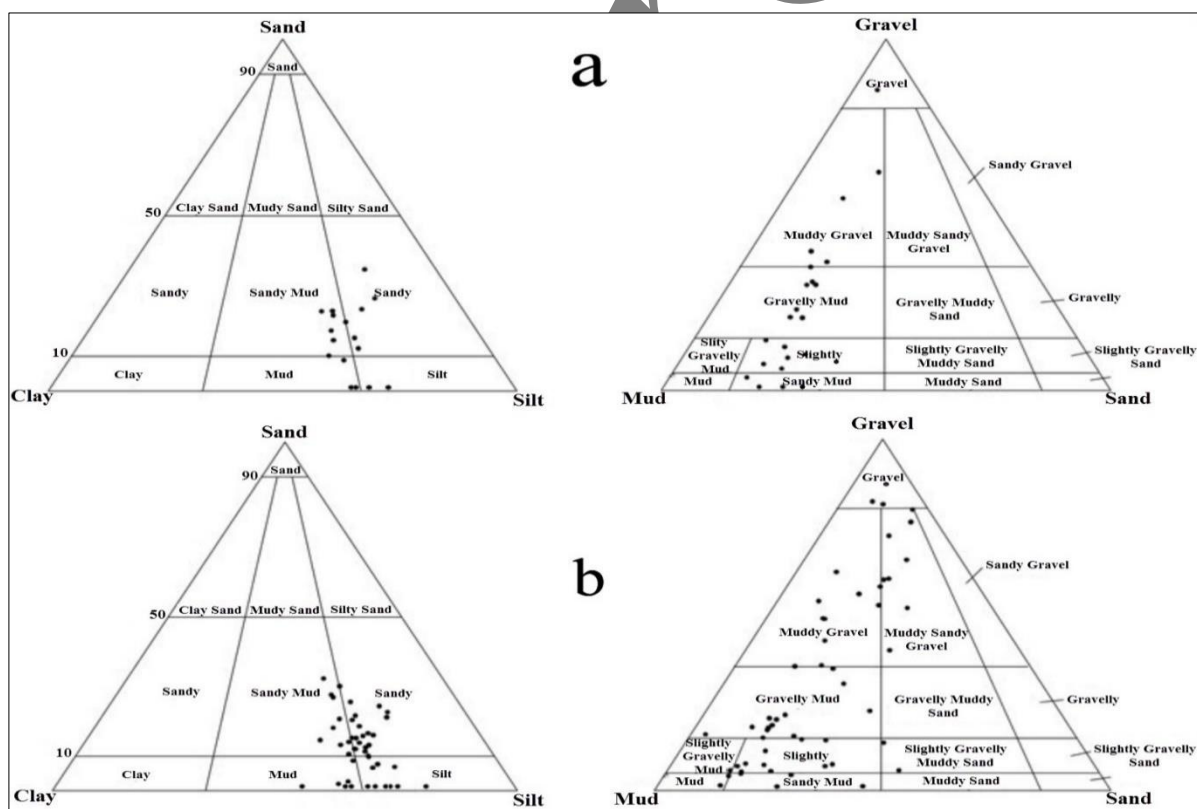 Sand
Sand
90
50
Clay Sand
Mudy Sand
Silty Sand
Sandy
Sandy Mud
Sandy
10
Clay
Mud
Silt
Clay
Silt
a
Gravel
Gravel
Sandy Gravel
Muddy Gravel
Muddy Sandy
Gravel
Gravelly Mud
Gravelly Muddy
Sand
Gravelly
Slity
Gravelly
Mud
Slightly
Slightly Gravelly
Muddy Sand
Slightly Gravelly
Sand
Mud
Sandy Mud
Muddy Sand
Mud
Sand
Sand
Sand
90
50
Clay Sand
Mudy Sand
Silty Sand
Sandy
Sandy Mud
Sandy
10
Clay
Mud
Silt
Clay
Silt
b
Gravel
Gravel
Sandy Gravel
Muddy Gravel
Muddy Sandy
Gravel
Gravelly Mud
Gravelly Muddy
Sand
Gravelly
Slightly
Gravelly
Mud
Slightly
Slightly Gravelly
Muddy Sand
Slightly Gravelly
Sand
Mud
Sandy Mud
Muddy Sand
Mud
Sand